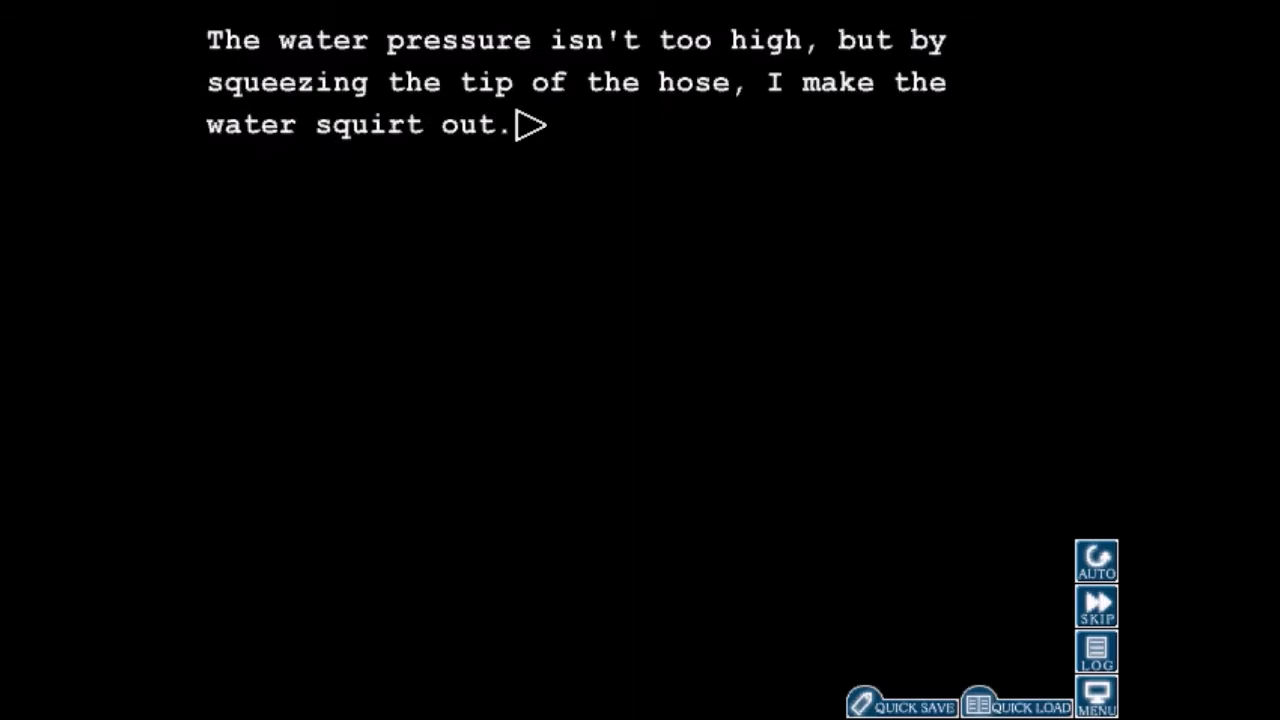 The water pressure isn't too high, but by
squeezing the tip of the hose, I make the
water squirt out.
AUTO
SKIP
LOG
QUICK SAVE
QUICK LOAD
MENU